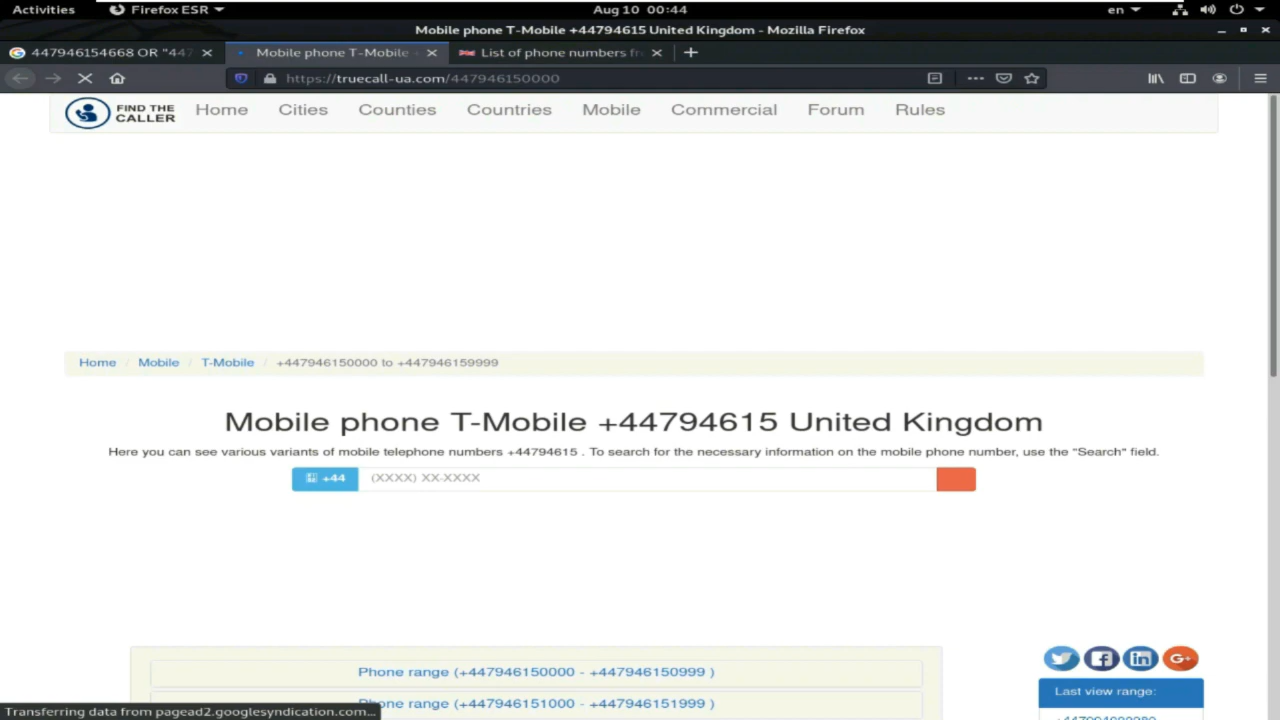 Activities Firefox ESR Aug 10 00:44 en
Mobile phone T-Mobile +44794615 United Kingdom - Mozilla Firefox
447946154668 OR "447 Mobile phone T-Mobile List of phone numbers fr
https://truecall-ua.com/447946150000
FIND THE
CALLER
Home Cities Counties Countries Mobile Commercial Forum Rules
Home / Mobile / T-Mobile / +447946150000 to +447946159999
Mobile phone T-Mobile +44794615 United Kingdom
Here you can see various variants of mobile telephone numbers +44794615 . To search for the necessary information on the mobile phone number, use the "Search" field.
+44 (XXXX) XX-XXXX
Phone range (+447946150000 - +447946150999 )
Last view range:
Phone range (+447946151000 - +447946151999 )
Transferring data from pagead2.googlesyndication.com...